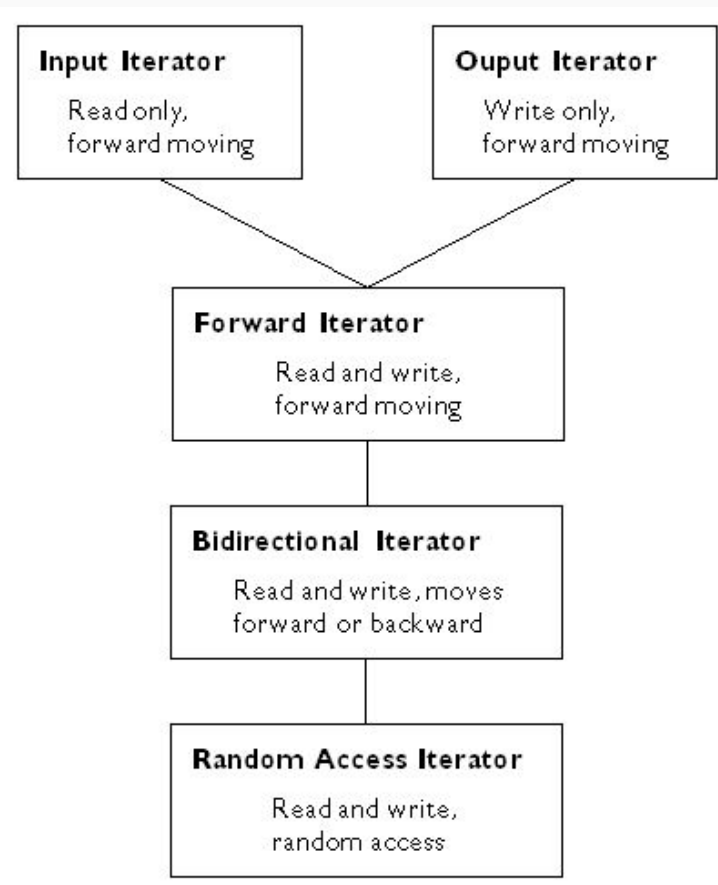 Input Iterator
Read only,
forward moving
Ouput Iterator
Write only,
forward moving
Forward Iterator
Read and write,
forward moving
Bidirectional Iterator
Read and write, moves
forward or backward
Random Access Iterator
Read and write,
random access